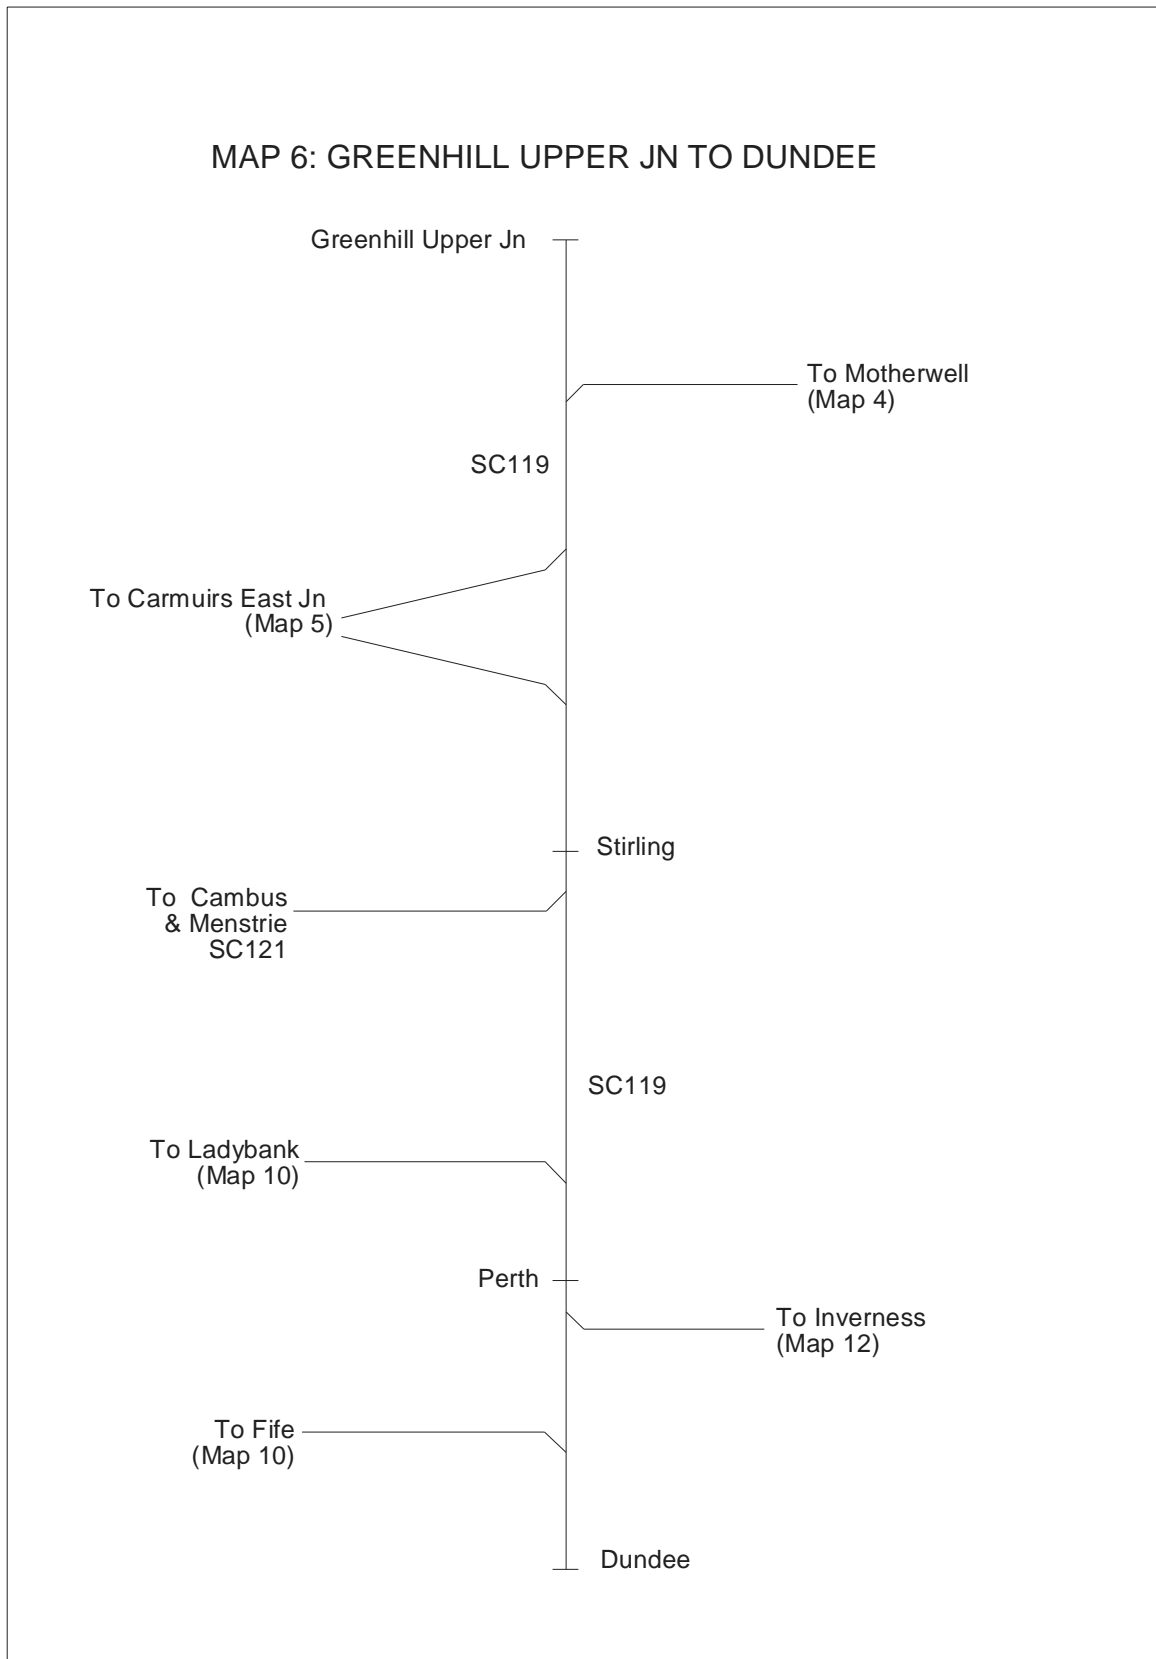 MAP 6: GREENHILL UPPER JN TO DUNDEE
Greenhill Upper Jn
To Motherwell
(Map 4)
SC119
To Carmuirs East Jn
(Map 5)
Stirling
To Cambus
& Menstrie
SC121
SC119
To Ladybank
(Map 10)
Perth
To Inverness
(Map 12)
To Fife
(Map 10)
Dundee